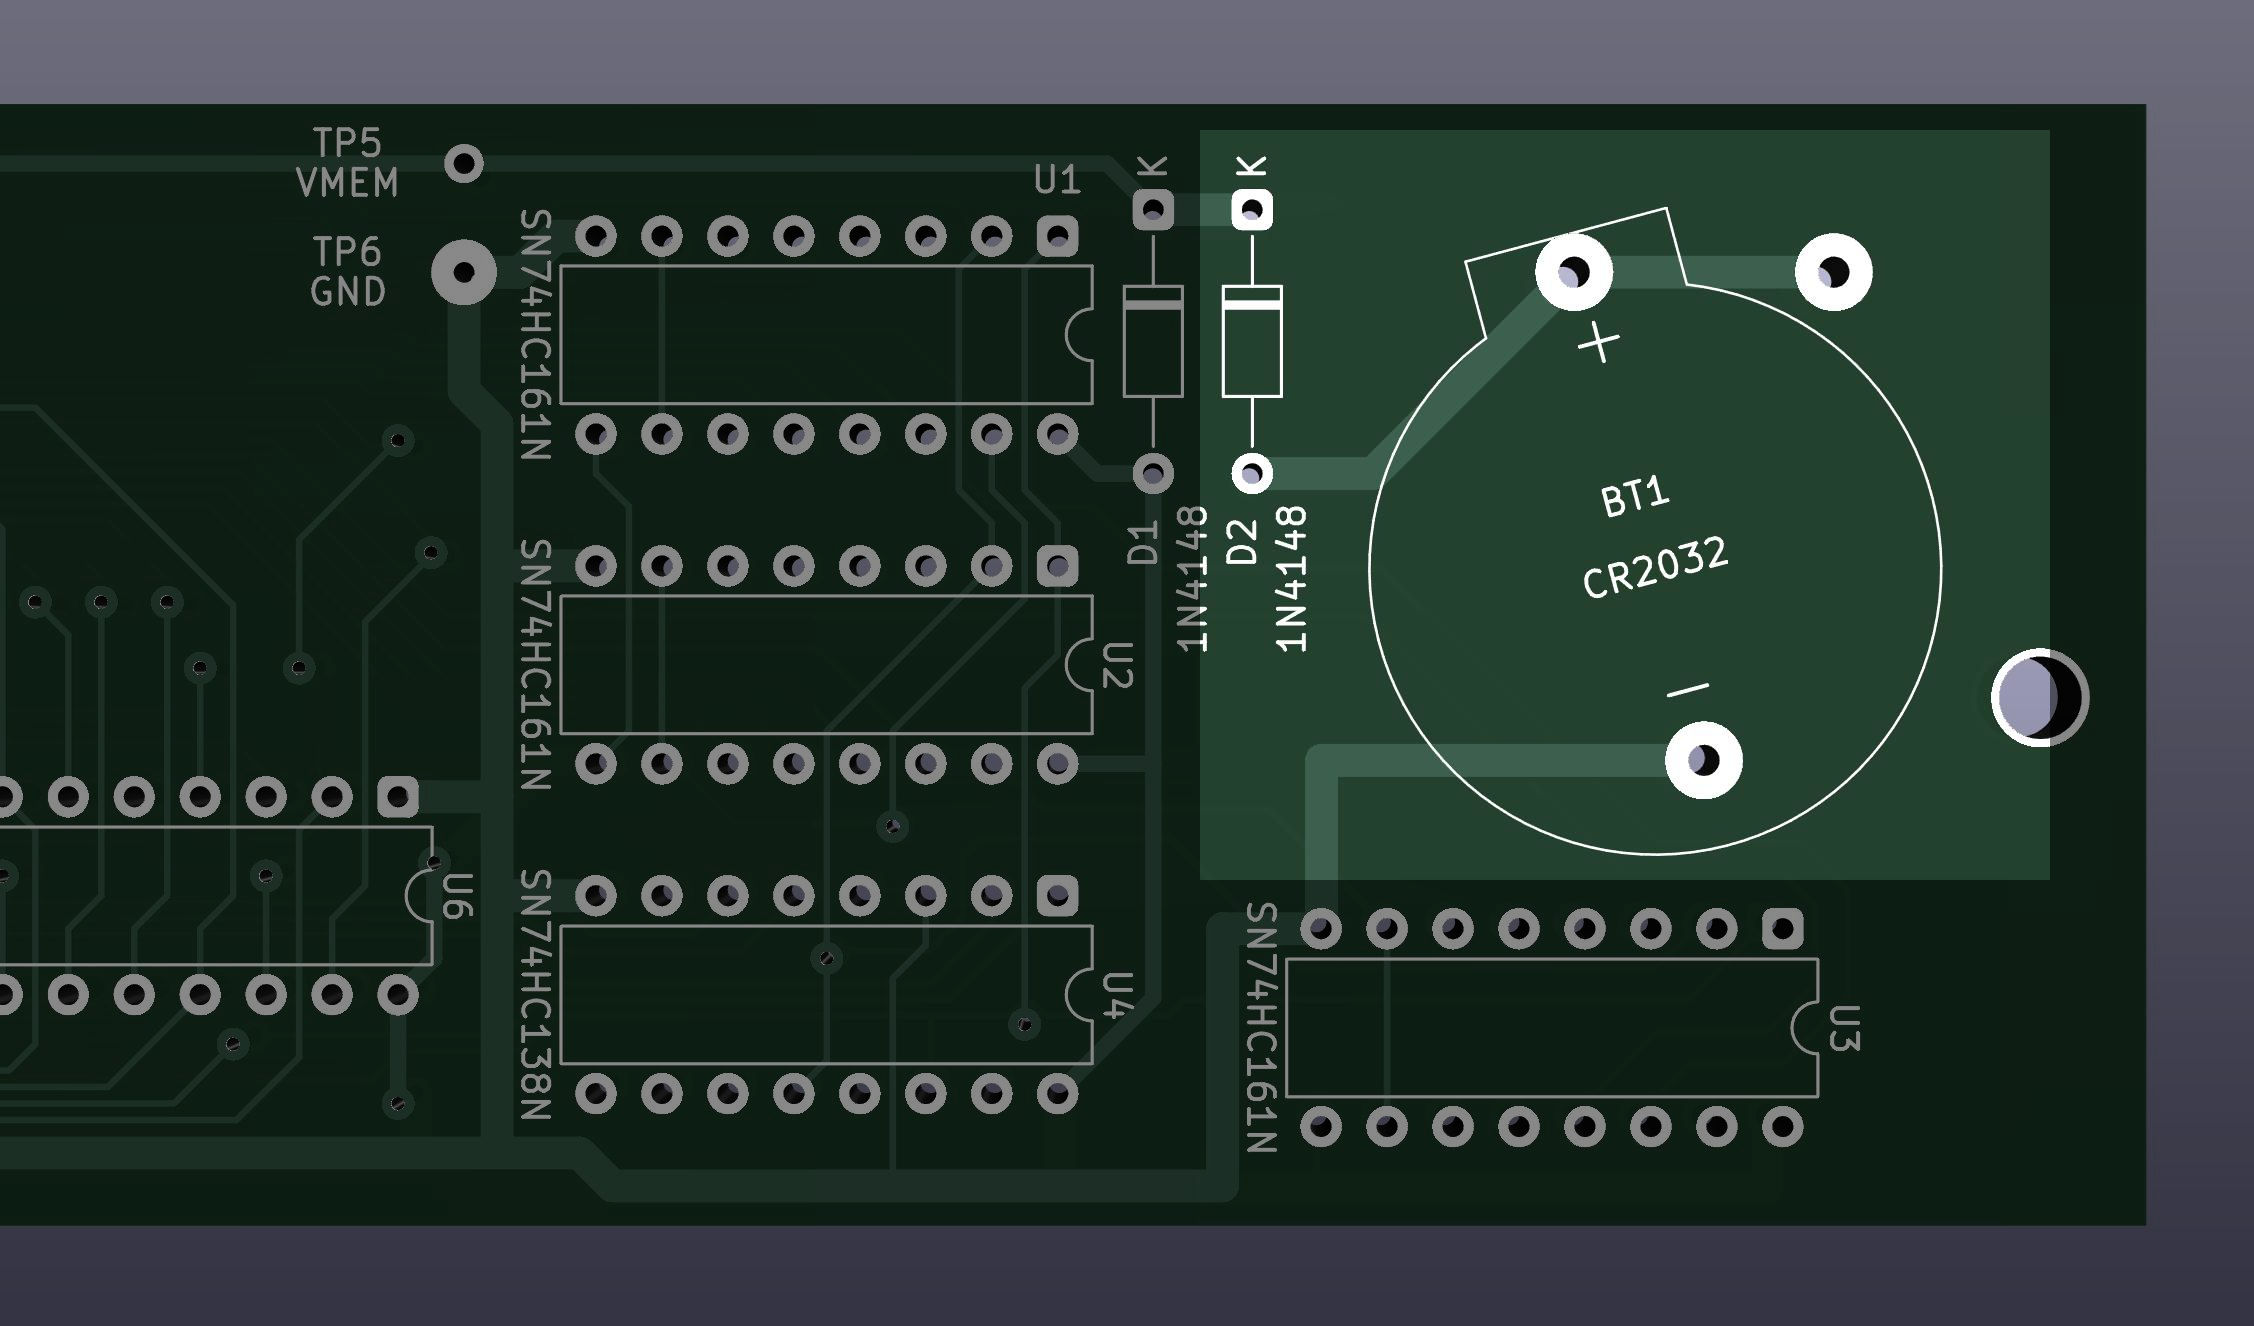 TP5
VMEM
TP6
GND
U1
SN74HC161N
K
K
D1
1N4148
D2
1N4148
+
BT1
CR2032
−
SN74HC161N
U2
U6
SN74HC138N
U4
SN74HC161N
U3